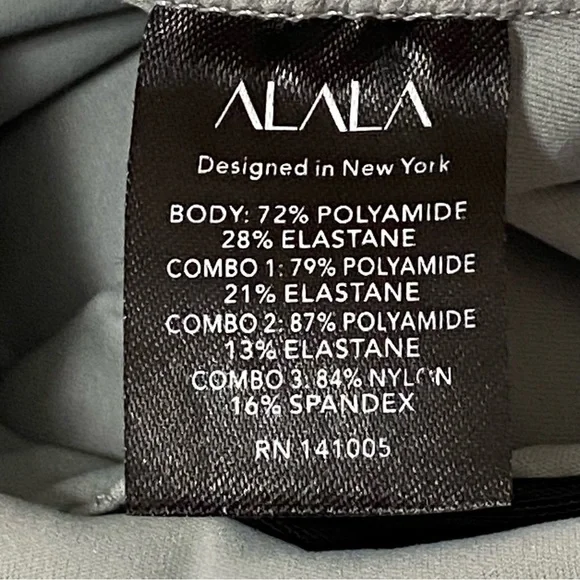 ALALA
Designed in New York
BODY: 72% POLYAMIDE
28% ELASTANE
COMBO 1: 79% POLYAMIDE
21% ELASTANE
COMBO 2: 87% POLYAMIDE
13% ELASTANE
COMBO 3: 84% NYLON
16% SPANDEX
RN 141005